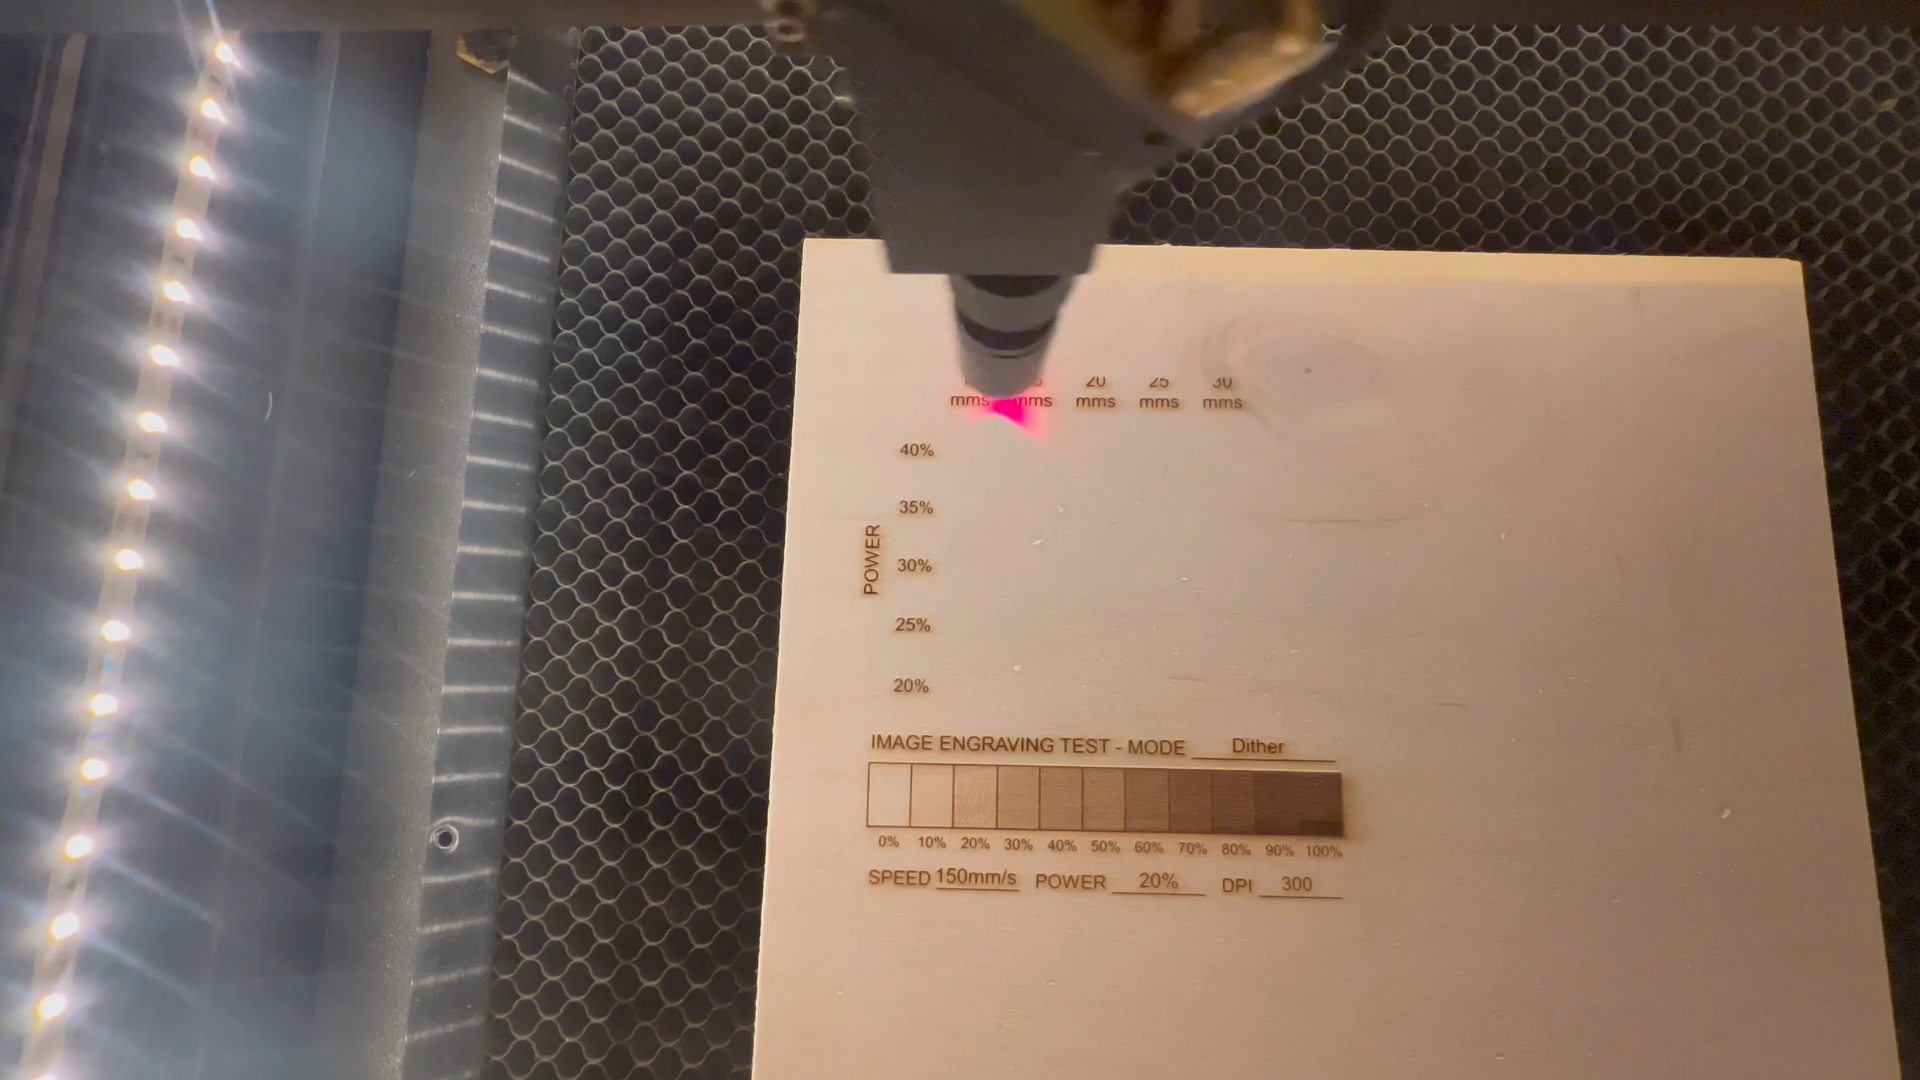 20 25 30
mms mms mms mms mms
40%
35%
POWER
30%
25%
20%
IMAGE ENGRAVING TEST - MODE Dither
0% 10% 20% 30% 40% 50% 60% 70% 80% 90% 100%
SPEED 150mm/s POWER 20% DPI 300